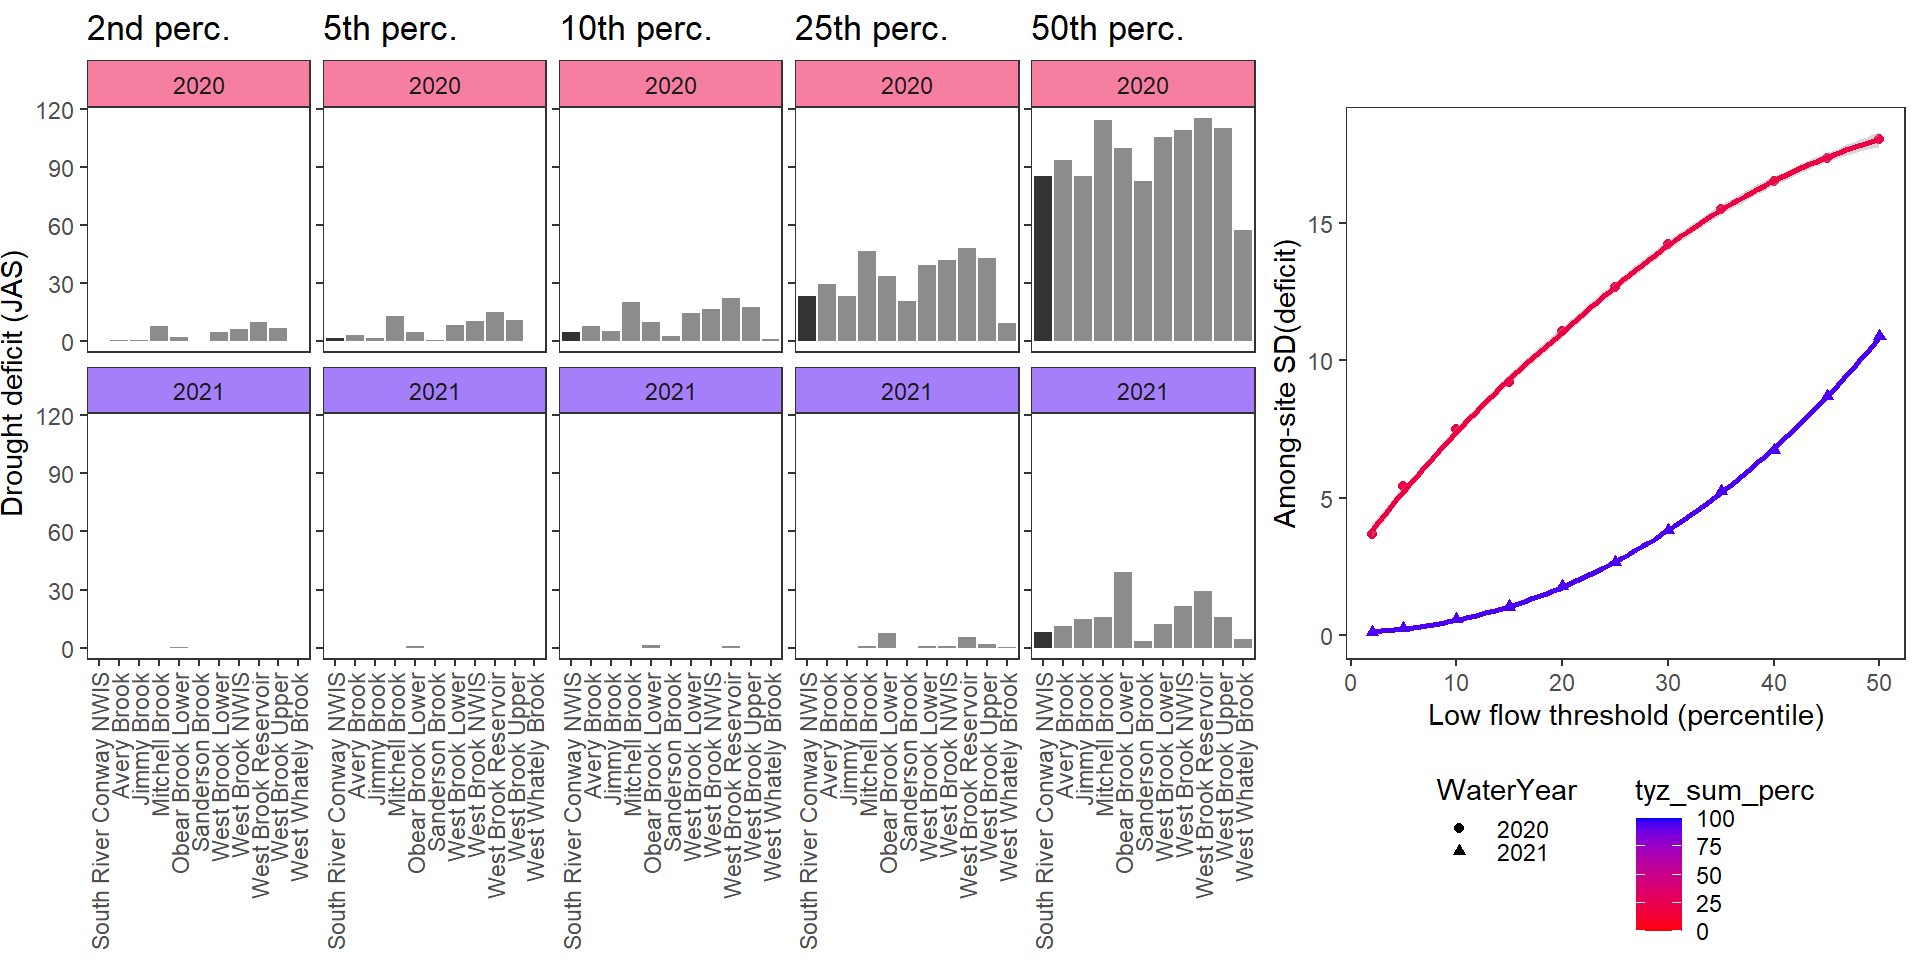 2nd perc.
5th perc.
10th perc.
25th perc.
50th perc.
2020
2020
2020
2020
2020
120
90
60
30
0
Drought deficit (JAS)
2021
2021
2021
2021
2021
120
90
60
30
0
South River Conway NWIS
Avery Brook
Jimmy Brook
Mitchell Brook
Obear Brook Lower
Sanderson Brook
West Brook Lower
West Brook NWIS
West Brook Reservoir
West Brook Upper
West Whately Brook
South River Conway NWIS
Avery Brook
Jimmy Brook
Mitchell Brook
Obear Brook Lower
Sanderson Brook
West Brook Lower
West Brook NWIS
West Brook Reservoir
West Brook Upper
West Whately Brook
South River Conway NWIS
Avery Brook
Jimmy Brook
Mitchell Brook
Obear Brook Lower
Sanderson Brook
West Brook Lower
West Brook NWIS
West Brook Reservoir
West Brook Upper
West Whately Brook
South River Conway NWIS
Avery Brook
Jimmy Brook
Mitchell Brook
Obear Brook Lower
Sanderson Brook
West Brook Lower
West Brook NWIS
West Brook Reservoir
West Brook Upper
West Whately Brook
South River Conway NWIS
Avery Brook
Jimmy Brook
Mitchell Brook
Obear Brook Lower
Sanderson Brook
West Brook Lower
West Brook NWIS
West Brook Reservoir
West Brook Upper
West Whately Brook
Among-site SD(deficit)
15
10
5
0
0 10 20 30 40 50
Low flow threshold (percentile)
WaterYear
2020
2021
tyz_sum_perc
100
75
50
25
0